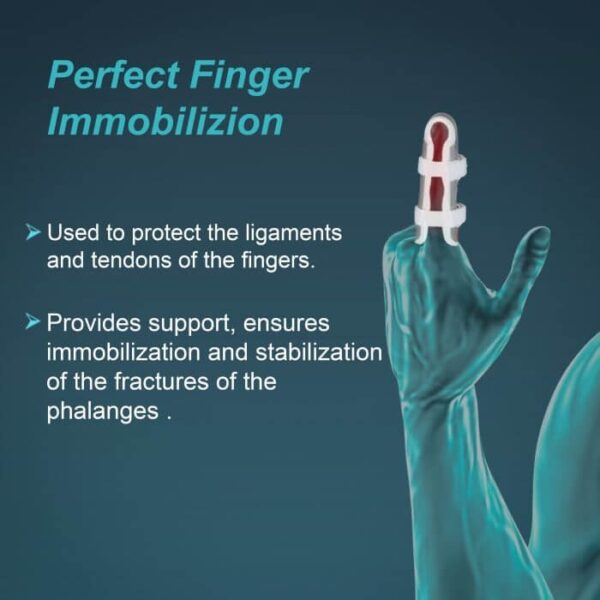 Perfect Finger
Immobilizion
Used to protect the ligaments
and tendons of the fingers.
Provides support, ensures
immobilization and stabilization
of the fractures of the
phalanges .